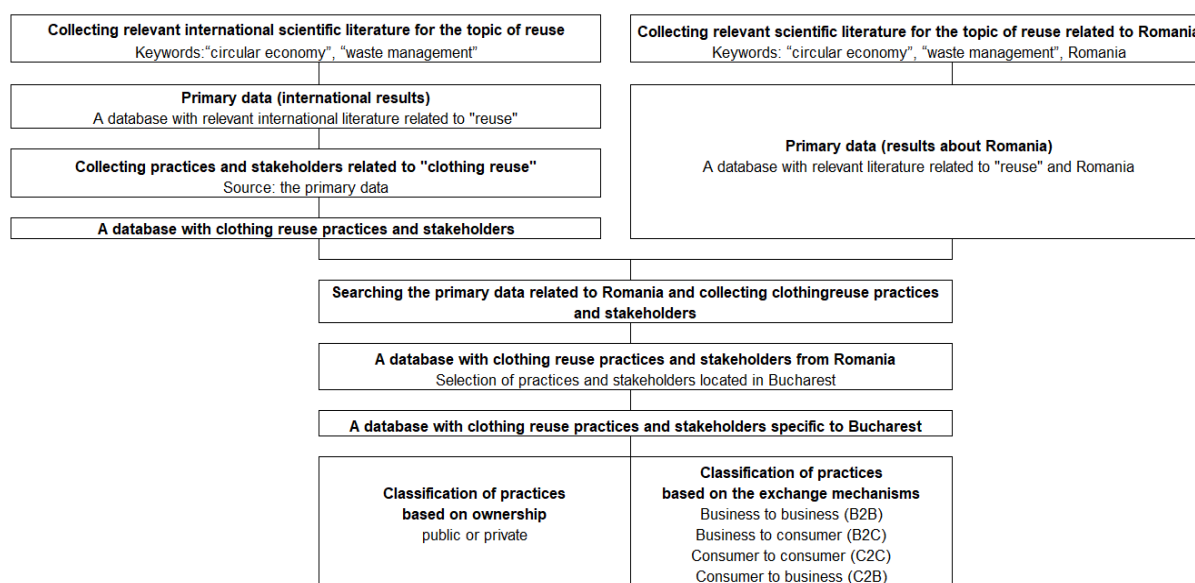 Collecting relevant international scientific literature for the topic of reuse
Keywords:“circular economy”, “waste management”
Collecting relevant scientific literature for the topic of reuse related to Romania
Keywords: “circular economy”, “waste management”, Romania
Primary data (international results)
A database with relevant international literature related to "reuse"
Collecting practices and stakeholders related to "clothing reuse"
Source: the primary data
A database with clothing reuse practices and stakeholders
Primary data (results about Romania)
A database with relevant literature related to "reuse" and Romania
Searching the primary data related to Romania and collecting clothingreuse practices
and stakeholders
A database with clothing reuse practices and stakeholders from Romania
Selection of practices and stakeholders located in Bucharest
A database with clothing reuse practices and stakeholders specific to Bucharest
Classification of practices
based on ownership
public or private
Classification of practices
based on the exchange mechanisms
Business to business (B2B)
Business to consumer (B2C)
Consumer to consumer (C2C)
Consumer to business (C2B)